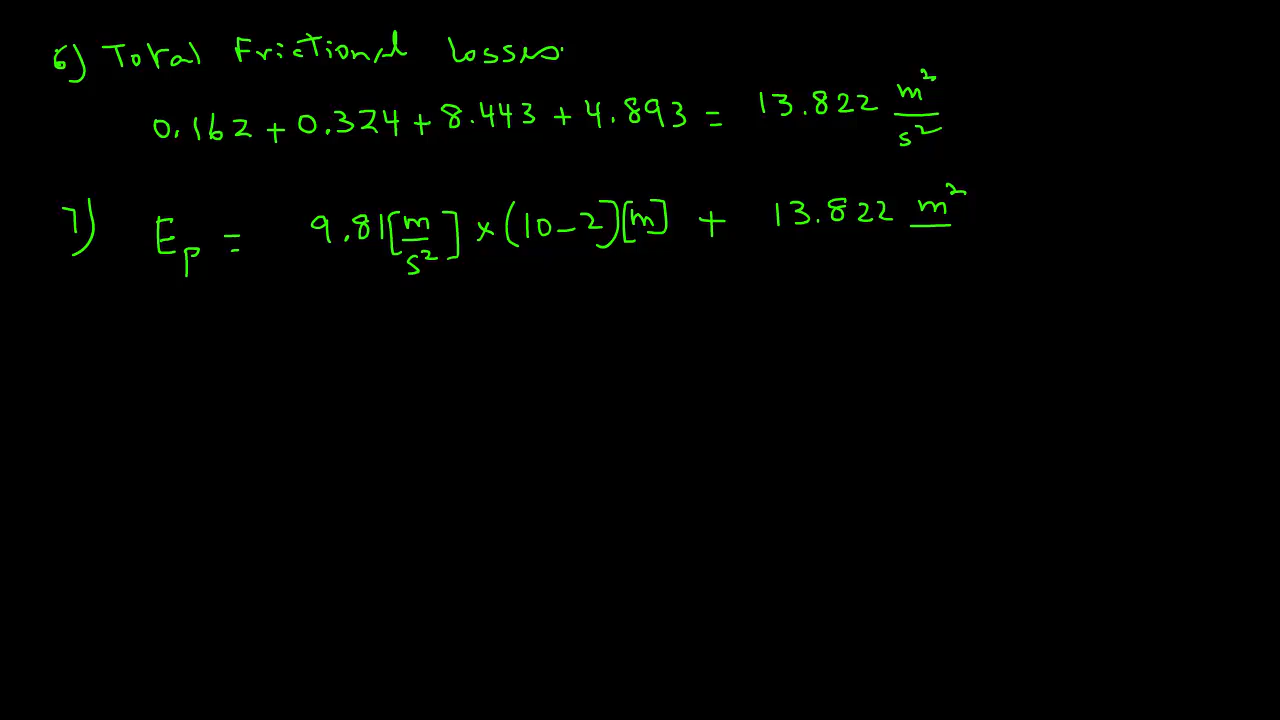 6) Total Frictional Losses.
0.162 + 0.324 + 8.443 + 4.893 = 13.822 m²/s²
7) Ep = 9.81 [m/s²] × (10-2)[m] + 13.822 m²